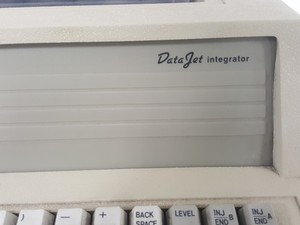 DataJet integrator
— + BACK SPACE LEVEL INJ B END INJ A END